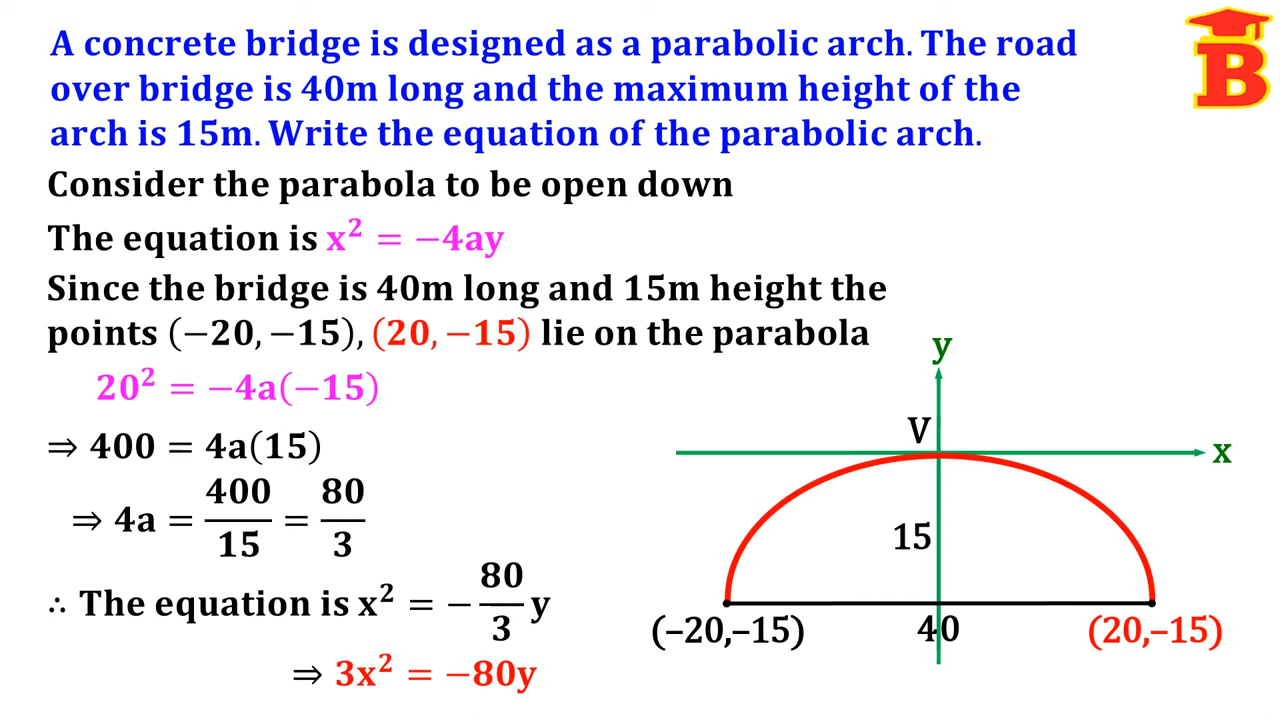 A concrete bridge is designed as a parabolic arch. The road
over bridge is 40m long and the maximum height of the
arch is 15m. Write the equation of the parabolic arch.
B
Consider the parabola to be open down
The equation is x² = −4ay
Since the bridge is 40m long and 15m height the
points (−20, −15), (20, −15) lie on the parabola
20² = −4a(−15)
⇒ 400 = 4a(15)
⇒ 4a = 400/15 = 80/3
∴ The equation is x² = −80/3 y
⇒ 3x² = −80y
y
V
x
15
(−20,−15)
40
(20,−15)